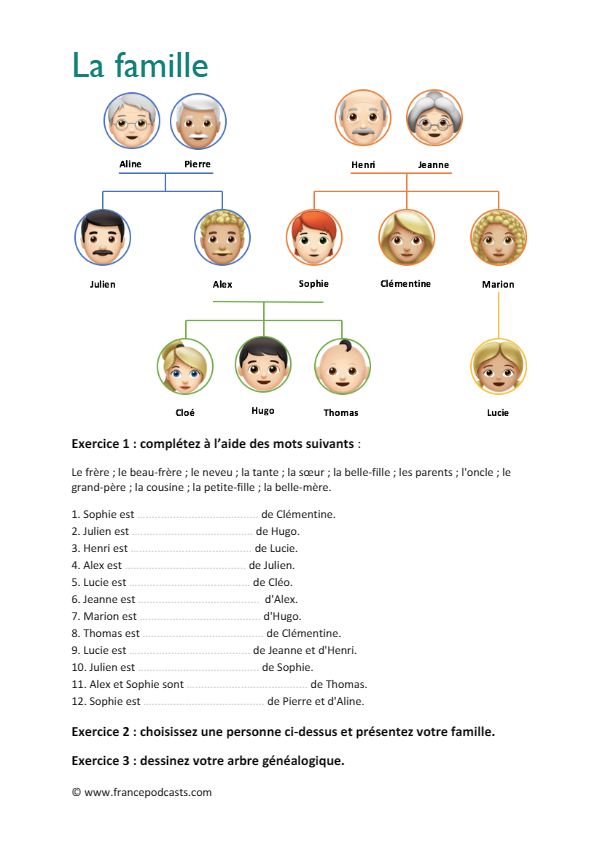 La famille
Aline Pierre Henri Jeanne
Julien Alex Sophie Clémentine Marion
Cloé Hugo Thomas Lucie
Exercice 1 : complétez à l’aide des mots suivants :
Le frère ; le beau-frère ; le neveu ; la tante ; la sœur ; la belle-fille ; les parents ; l'oncle ; le
grand-père ; la cousine ; la petite-fille ; la belle-mère.
1. Sophie est ........................................ de Clémentine.
2. Julien est ........................................ de Hugo.
3. Henri est ........................................ de Lucie.
4. Alex est ........................................ de Julien.
5. Lucie est ........................................ de Cléo.
6. Jeanne est ........................................ d'Alex.
7. Marion est ........................................ d'Hugo.
8. Thomas est ........................................ de Clémentine.
9. Lucie est ........................................ de Jeanne et d'Henri.
10. Julien est ........................................ de Sophie.
11. Alex et Sophie sont ........................................ de Thomas.
12. Sophie est ........................................ de Pierre et d'Aline.
Exercice 2 : choisissez une personne ci-dessus et présentez votre famille.
Exercice 3 : dessinez votre arbre généalogique.
© www.francepodcasts.com